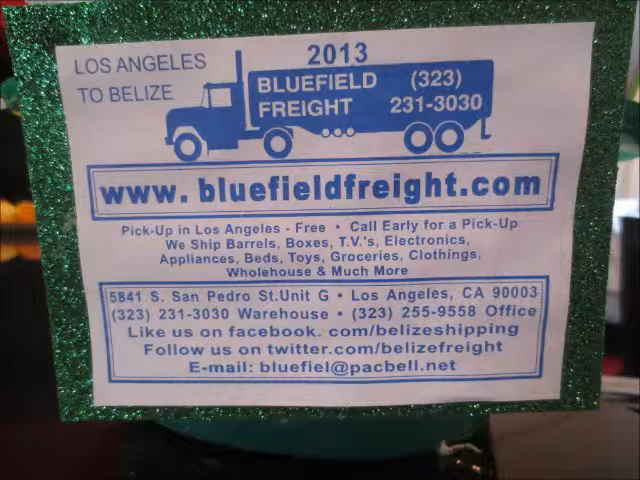 2013
LOS ANGELES
TO BELIZE
BLUEFIELD (323)
FREIGHT 231-3030
www. bluefieldfreight.com
Pick-Up in Los Angeles - Free • Call Early for a Pick-Up
We Ship Barrels, Boxes, T.V.'s, Electronics,
Appliances, Beds, Toys, Groceries, Clothings,
Wholehouse & Much More
5841 S. San Pedro St.Unit G • Los Angeles, CA 90003
(323) 231-3030 Warehouse • (323) 255-9558 Office
Like us on facebook. com/belizeshipping
Follow us on twitter.com/belizefreight
E-mail: bluefiel@pacbell.net